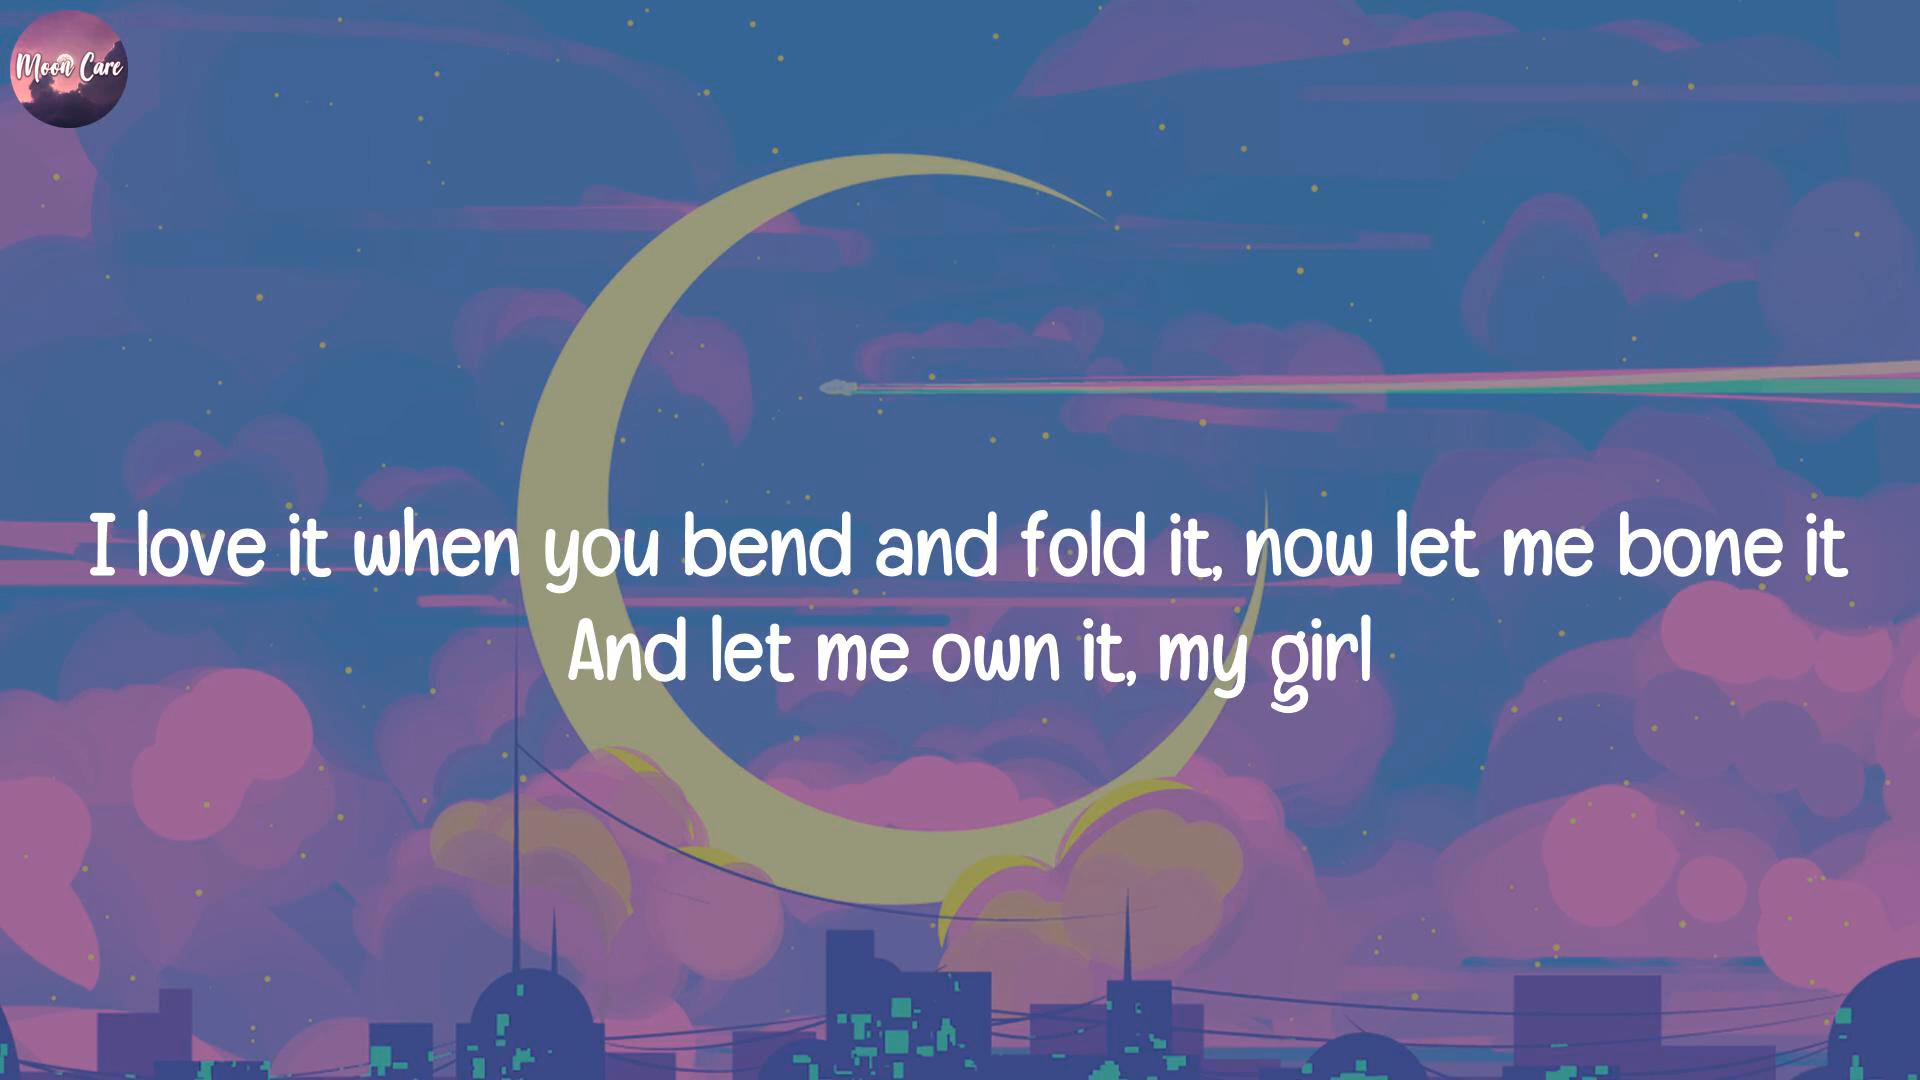 Moon Care
I love it when you bend and fold it, now let me bone it
And let me own it, my girl